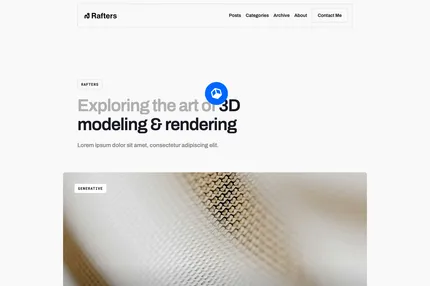 Rafters
Posts Categories Archive About Contact Me
RAFTERS
Exploring the art of 3D
modeling & rendering
Lorem ipsum dolor sit amet, consectetur adipiscing elit.
GENERATIVE